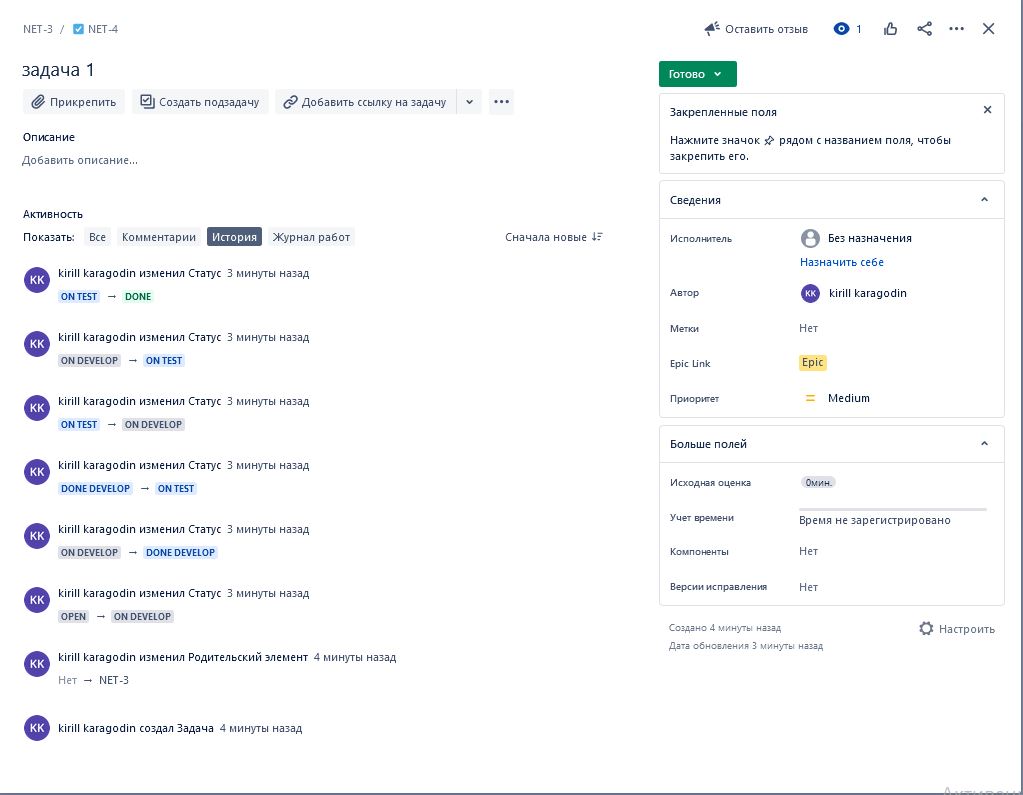 NET-3 / NET-4
Оставить отзыв 1
задача 1
Прикрепить Создать подзадачу Добавить ссылку на задачу
Описание
Добавить описание...
Активность
Показать: Все Комментарии История Журнал работ Сначала новые
KK kirill karagodin изменил Статус 3 минуты назад
ON TEST → DONE
KK kirill karagodin изменил Статус 3 минуты назад
ON DEVELOP → ON TEST
KK kirill karagodin изменил Статус 3 минуты назад
ON TEST → ON DEVELOP
KK kirill karagodin изменил Статус 3 минуты назад
DONE DEVELOP → ON TEST
KK kirill karagodin изменил Статус 3 минуты назад
ON DEVELOP → DONE DEVELOP
KK kirill karagodin изменил Статус 3 минуты назад
OPEN → ON DEVELOP
KK kirill karagodin изменил Родительский элемент 4 минуты назад
Нет → NET-3
KK kirill karagodin создал Задача 4 минуты назад
Готово
Закрепленные поля
Нажмите значок рядом с названием поля, чтобы
закрепить его.
Сведения
Исполнитель Без назначения
Назначить себе
Автор KK kirill karagodin
Метки Нет
Epic Link Epic
Приоритет Medium
Больше полей
Исходная оценка 0мин.
Учет времени Время не зарегистрировано
Компоненты Нет
Версии исправления Нет
Создано 4 минуты назад Настроить
Дата обновления 3 минуты назад